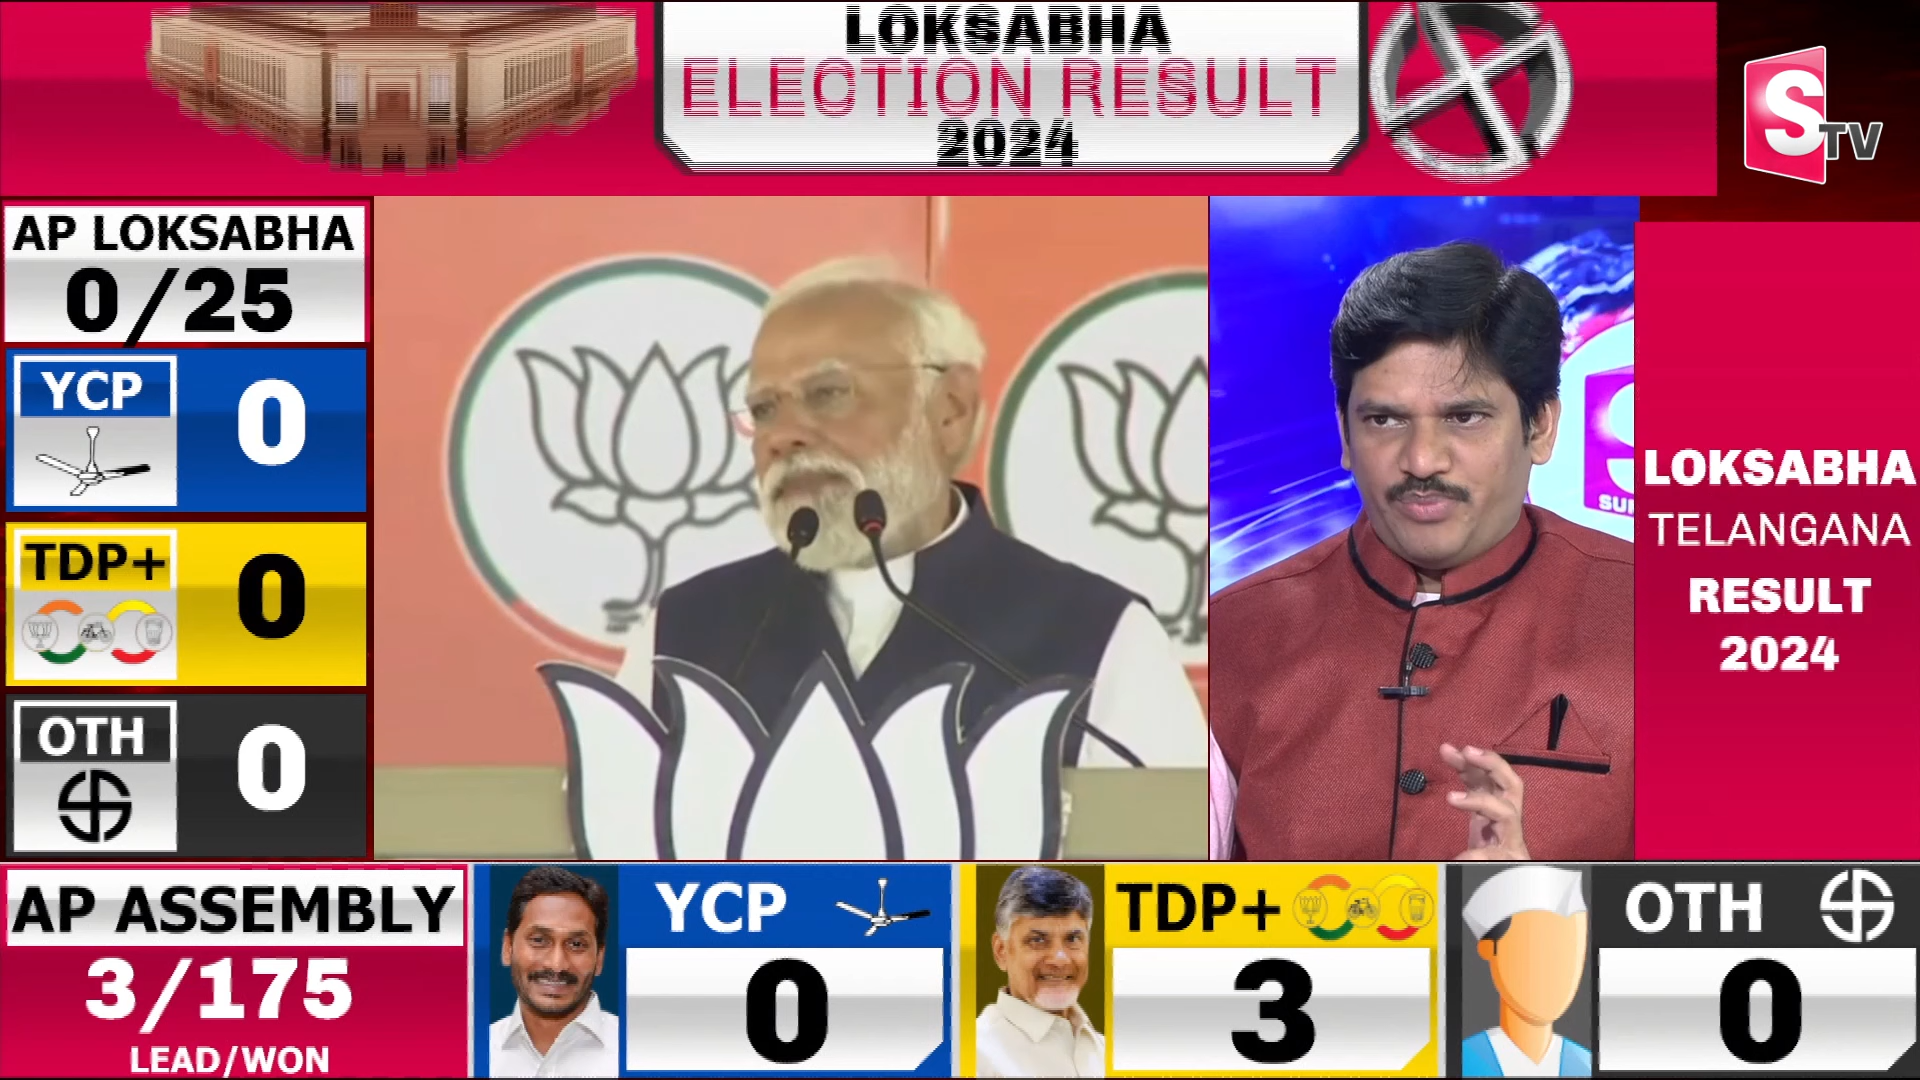 LOKSABHA
ELECTION RESULT
2024
S TV
AP LOKSABHA
0/25
YCP
0
TDP+
0
OTH
0
LOKSABHA
TELANGANA
RESULT
2024
AP ASSEMBLY
3/175
LEAD/WON
YCP
0
TDP+
3
OTH
0